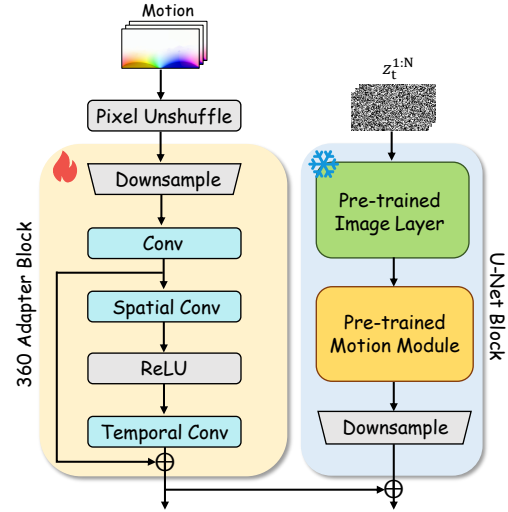 Motion
Pixel Unshuffle
Downsample
Conv
Spatial Conv
ReLU
Temporal Conv
360 Adapter Block
z_t^{1:N}
Pre-trained
Image Layer
Pre-trained
Motion Module
Downsample
U-Net Block